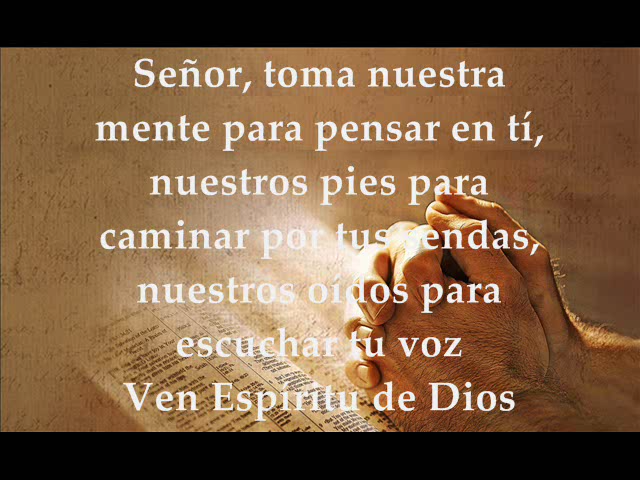 Señor, toma nuestra
mente para pensar en tí,
nuestros pies para
caminar por tus sendas,
nuestros oídos para
escuchar tu voz
Ven Espíritu de Dios